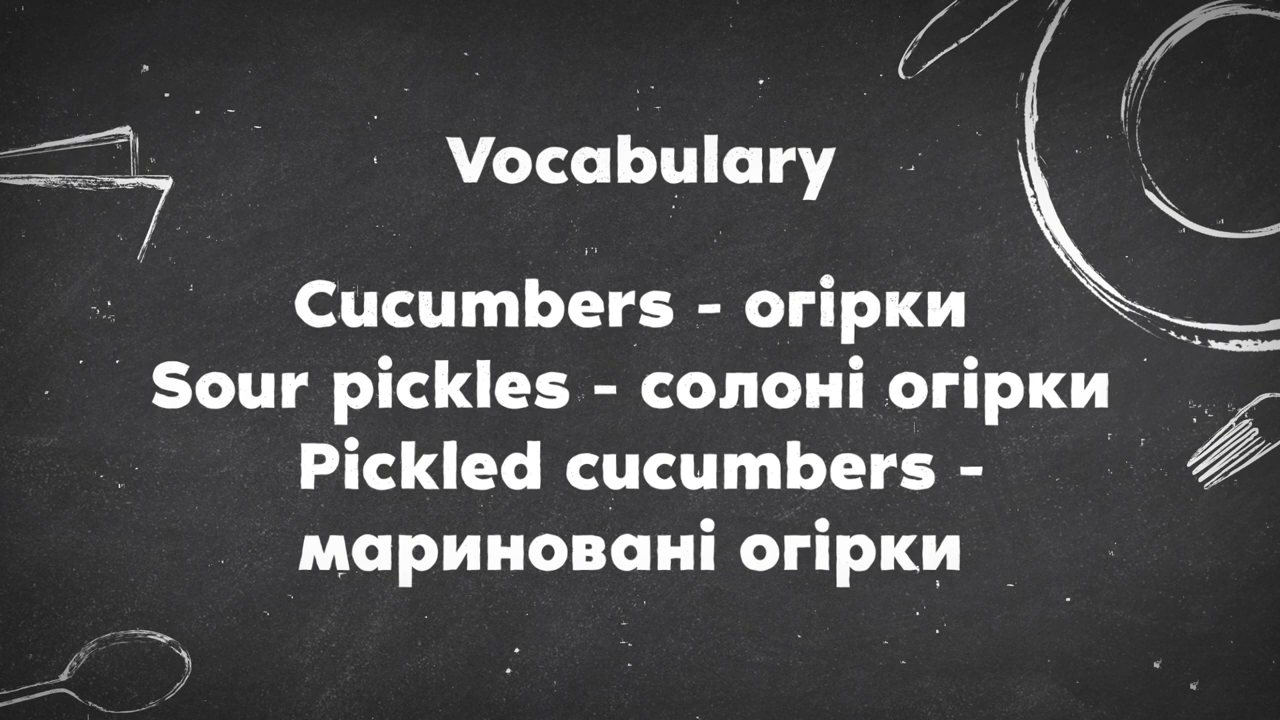 Vocabulary
Cucumbers - огірки
Sour pickles - солоні огірки
Pickled cucumbers -
мариновані огірки